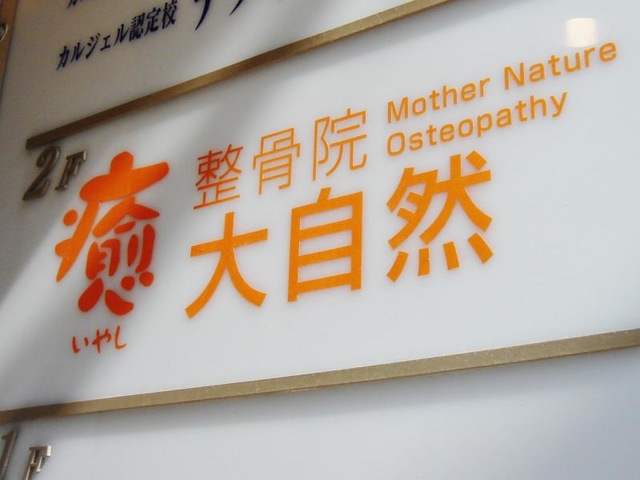 カルジェル認定校
2F
癒
いやし
整骨院
大自然
Mother Nature
Osteopathy
1F